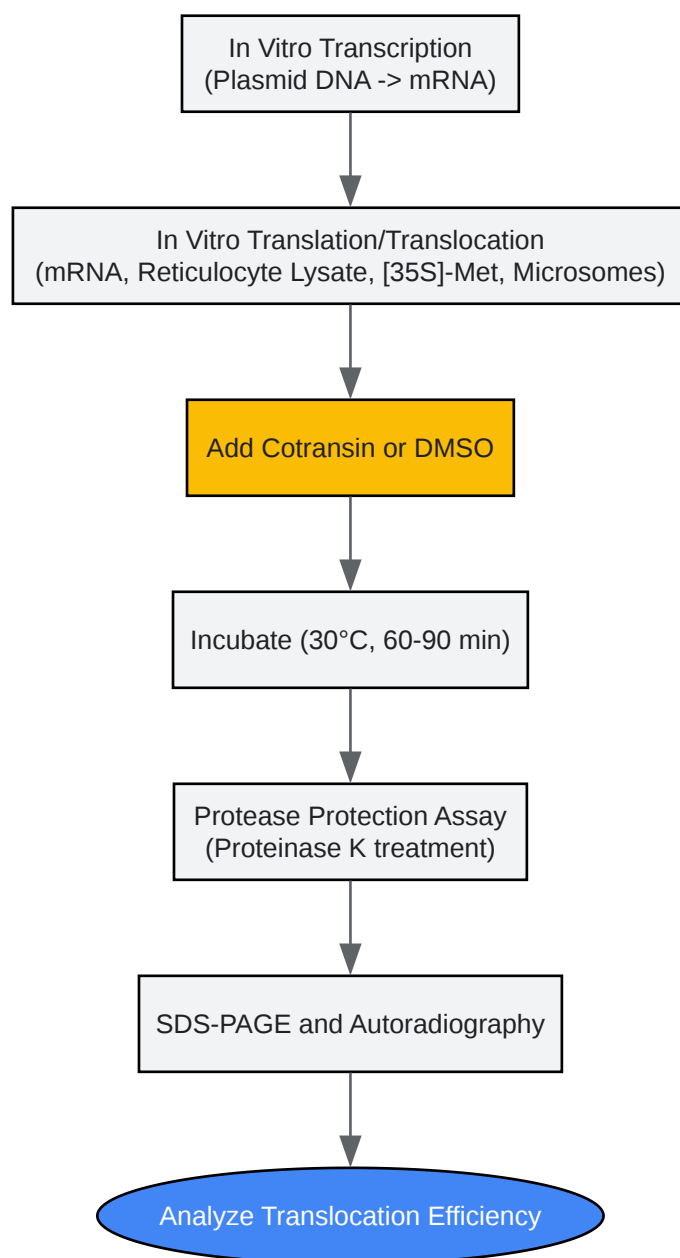 In Vitro Transcription
(Plasmid DNA -> mRNA)
In Vitro Translation/Translocation
(mRNA, Reticulocyte Lysate, [35S]-Met, Microsomes)
Add Cotransin or DMSO
Incubate (30°C, 60-90 min)
Protease Protection Assay
(Proteinase K treatment)
SDS-PAGE and Autoradiography
Analyze Translocation Efficiency